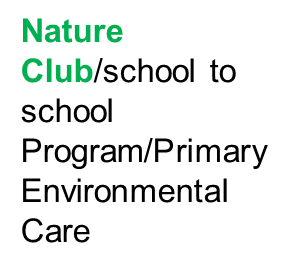 Nature
Club/school to
school
Program/Primary
Environmental
Care